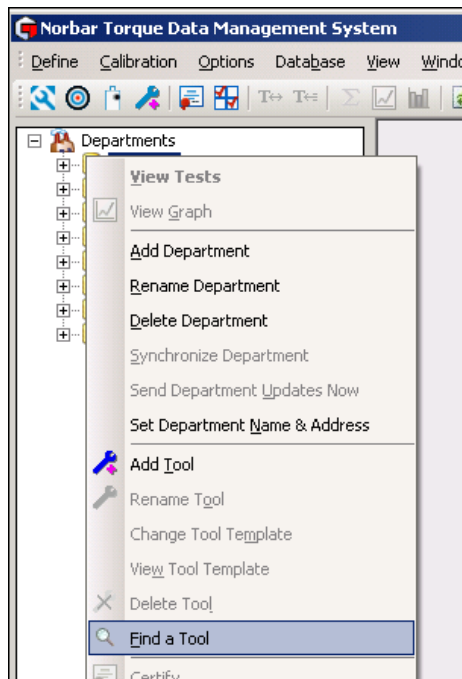 Norbar Torque Data Management System
Define Calibration Options Database View
T↔ T⇔ Σ
Departments
View Tests
View Graph
Add Department
Rename Department
Delete Department
Synchronize Department
Send Department Updates Now
Set Department Name & Address
Add Tool
Rename Tool
Change Tool Template
View Tool Template
Delete Tool
Find a Tool
Certify